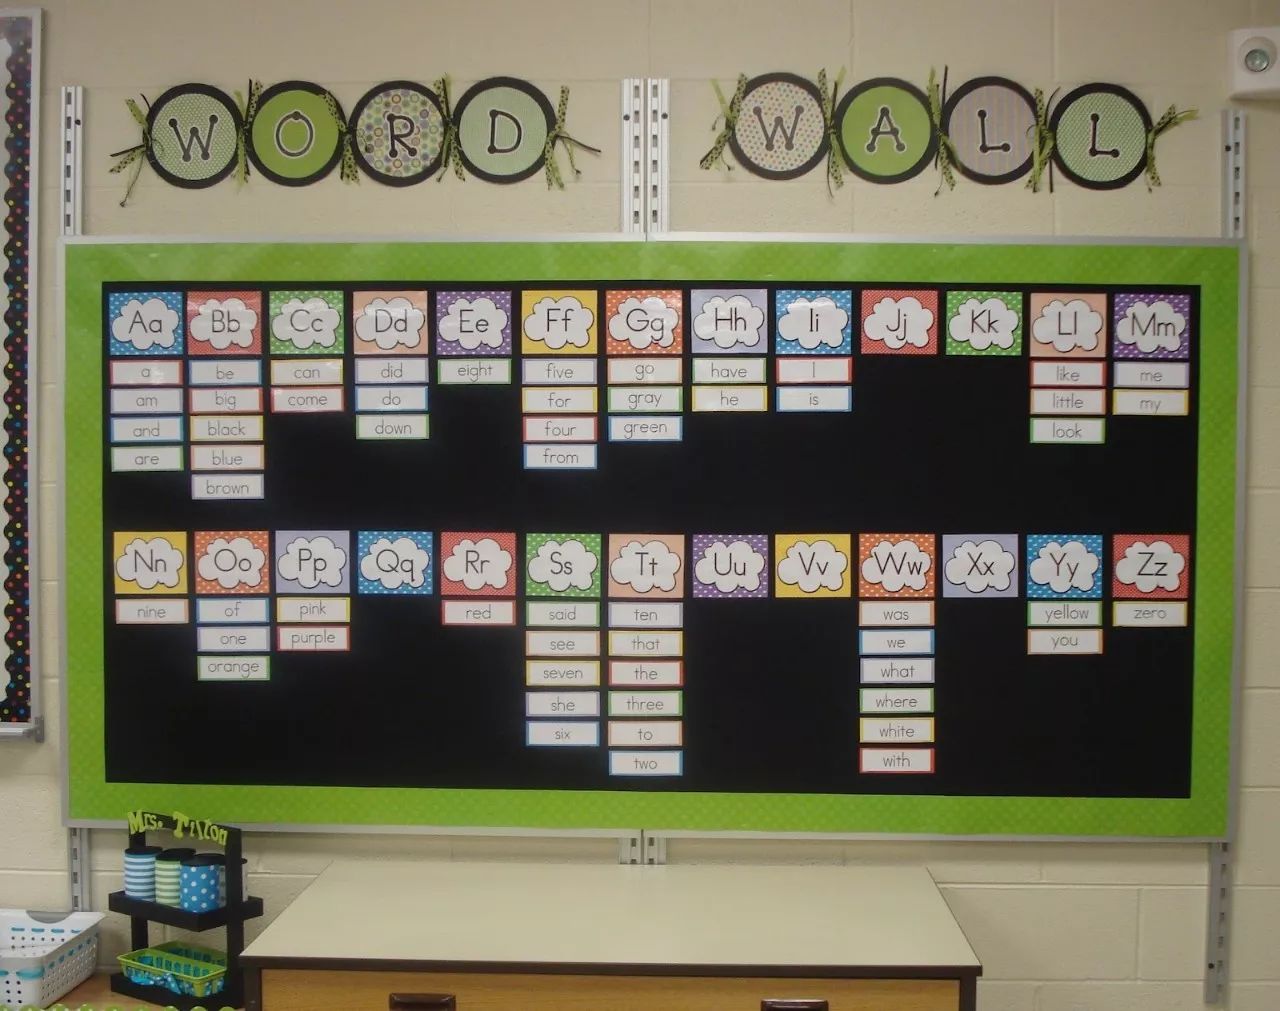 WORD WALL
Aa Bb Cc Dd Ee Ff Gg Hh Ii Jj Kk Ll Mm
a be can did eight five go have I like me
am big come do for gray he is little my
and black down four green look
are blue from
brown
Nn Oo Pp Qq Rr Ss Tt Uu Vv Ww Xx Yy Zz
nine of pink red said ten was yellow zero
one purple see that we you
orange seven the what
she three where
six to white
two with
Mrs. Tilton